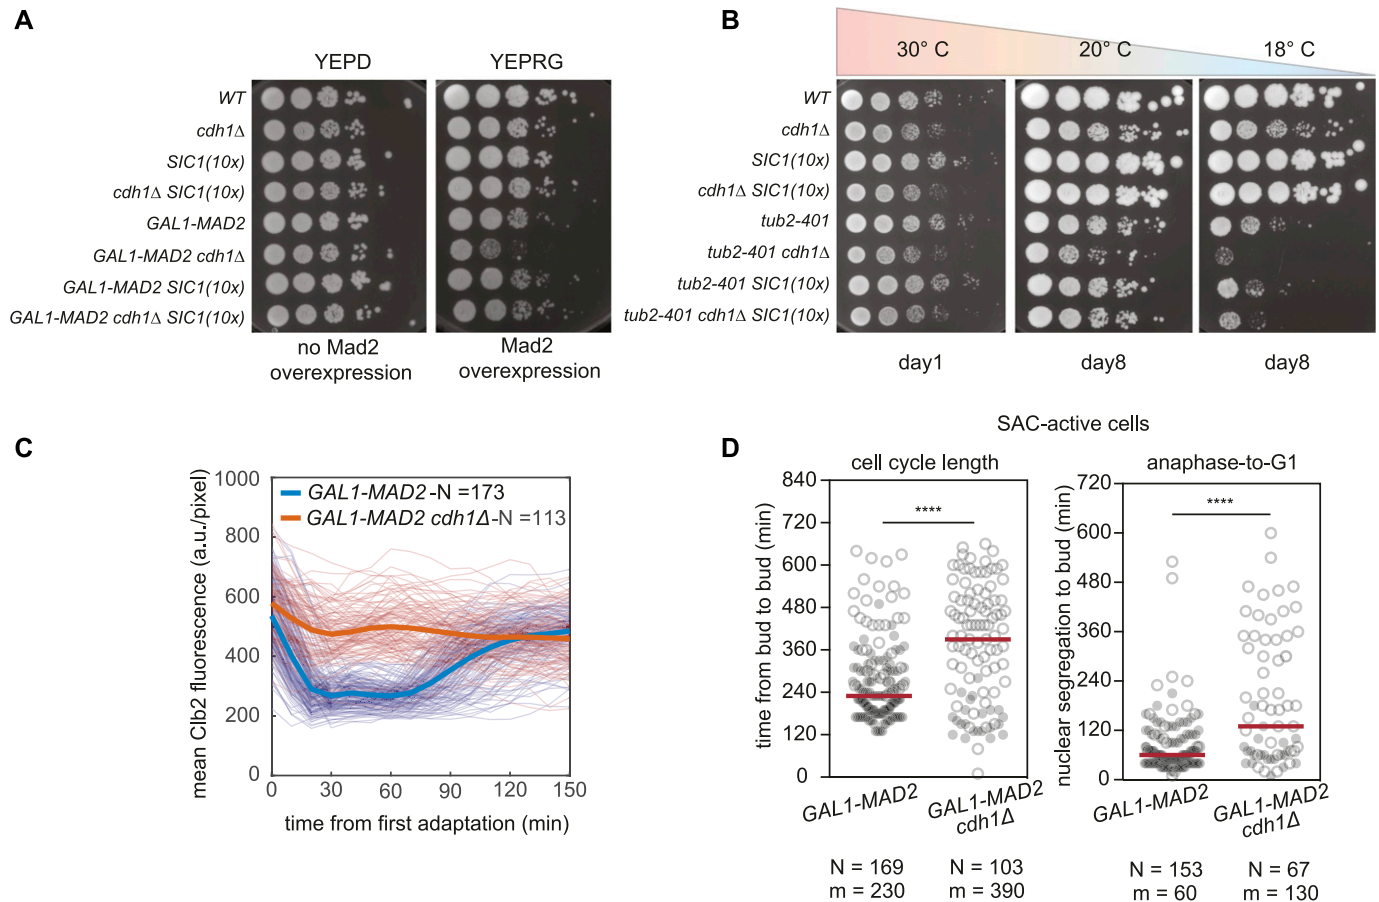 A
YEPD
YEPRG
WT
cdh1Δ
SIC1(10x)
cdh1Δ SIC1(10x)
GAL1-MAD2
GAL1-MAD2 cdh1Δ
GAL1-MAD2 SIC1(10x)
GAL1-MAD2 cdh1Δ SIC1(10x)
no Mad2
overexpression
Mad2
overexpression
B
30° C
20° C
18° C
WT
cdh1Δ
SIC1(10x)
cdh1Δ SIC1(10x)
tub2-401
tub2-401 cdh1Δ
tub2-401 SIC1(10x)
tub2-401 cdh1Δ SIC1(10x)
day1
day8
day8
C
mean Clb2 fluorescence (a.u./pixel)
1000
800
600
400
200
0
GAL1-MAD2 -N =173
GAL1-MAD2 cdh1Δ-N =113
0
30
60
90
120
150
time from first adaptation (min)
D
SAC-active cells
cell cycle length
time from bud to bud (min)
840
720
600
480
360
240
120
0
****
GAL1-MAD2
GAL1-MAD2
cdh1Δ
N = 169
m = 230
N = 103
m = 390
anaphase-to-G1
nuclear segregation to bud (min)
720
600
480
360
240
120
0
****
GAL1-MAD2
GAL1-MAD2
cdh1Δ
N = 153
m = 60
N = 67
m = 130